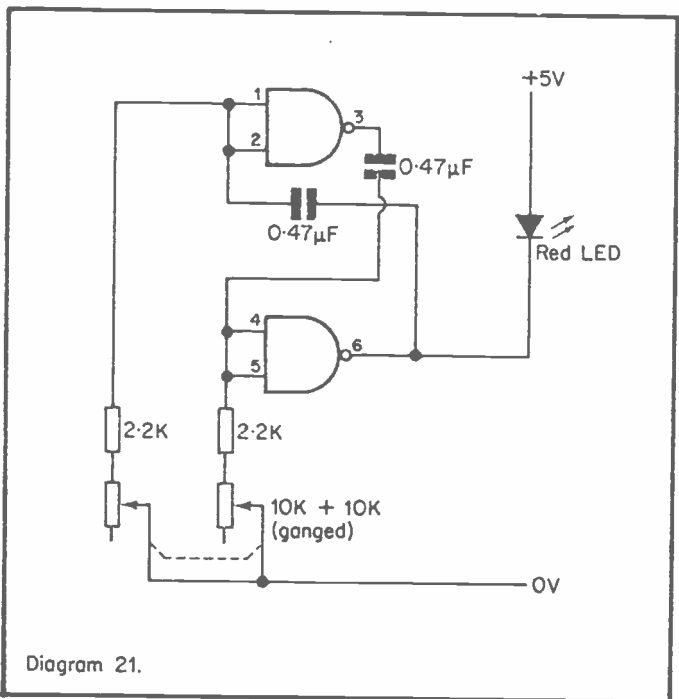 +5V
1
3
2
0·47µF
0·47µF
Red LED
4
6
5
2·2K
2·2K
10K + 10K
(ganged)
0V
Diagram 21.